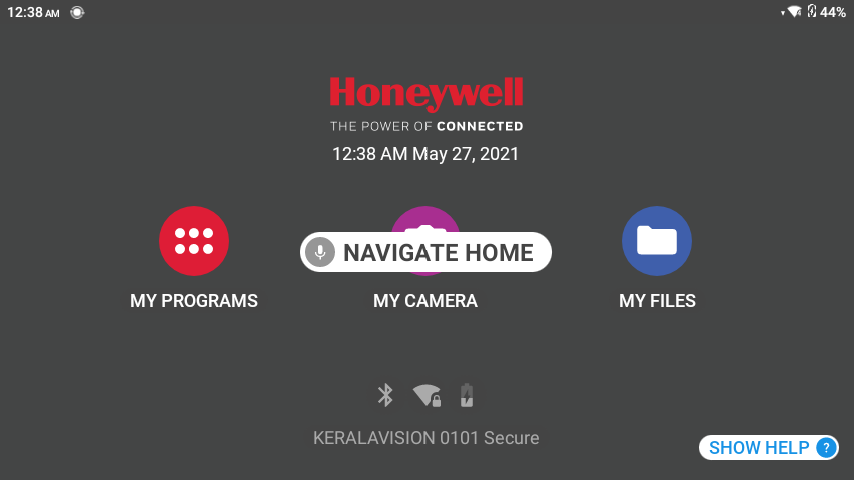 12:38 AM
44%
Honeywell
THE POWER OF CONNECTED
12:38 AM May 27, 2021
NAVIGATE HOME
MY PROGRAMS
MY CAMERA
MY FILES
KERALAVISION 0101 Secure
SHOW HELP ?